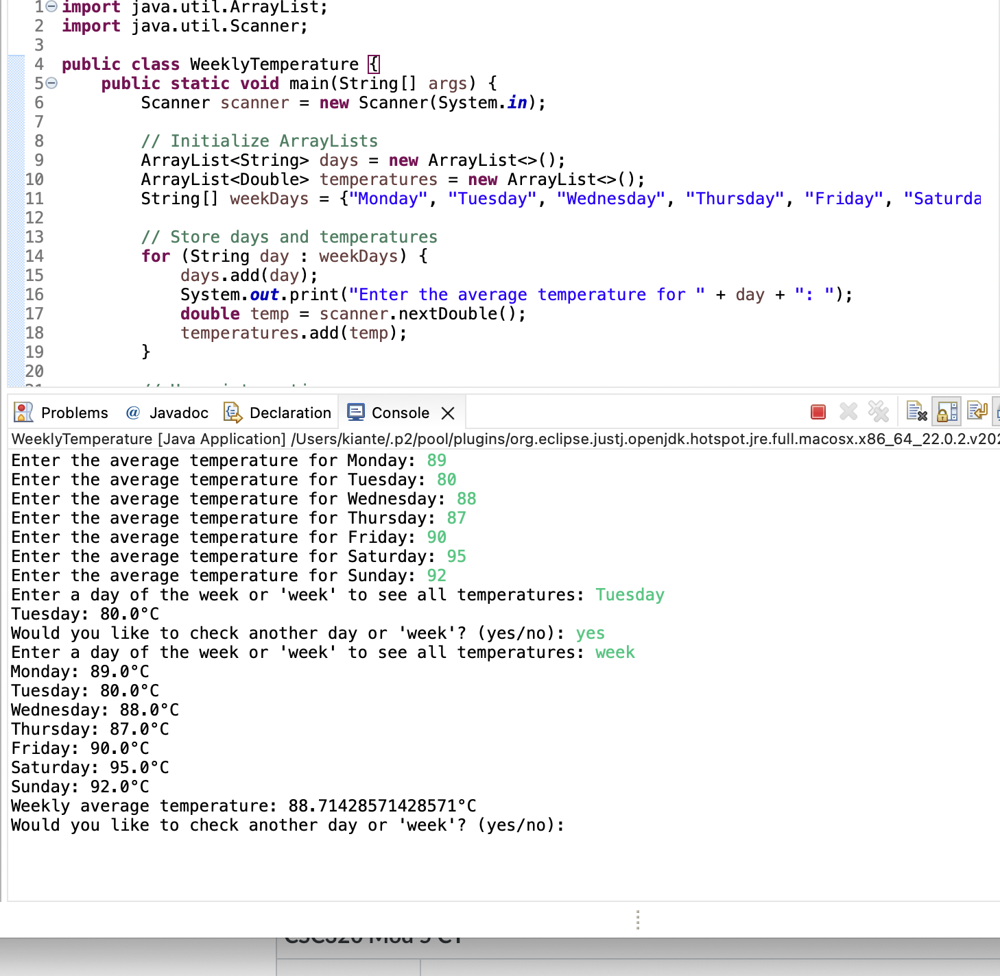 1 import java.util.ArrayList;
2 import java.util.Scanner;
3
4 public class WeeklyTemperature {
5     public static void main(String[] args) {
6         Scanner scanner = new Scanner(System.in);
7
8         // Initialize ArrayLists
9         ArrayList<String> days = new ArrayList<>();
10         ArrayList<Double> temperatures = new ArrayList<>();
11         String[] weekDays = {"Monday", "Tuesday", "Wednesday", "Thursday", "Friday", "Saturda
12
13         // Store days and temperatures
14         for (String day : weekDays) {
15             days.add(day);
16             System.out.print("Enter the average temperature for " + day + ": ");
17             double temp = scanner.nextDouble();
18             temperatures.add(temp);
19         }
20
Problems @ Javadoc Declaration Console
WeeklyTemperature [Java Application] /Users/kiante/.p2/pool/plugins/org.eclipse.justj.openjdk.hotspot.jre.full.macosx.x86_64_22.0.2.v202
Enter the average temperature for Monday: 89
Enter the average temperature for Tuesday: 80
Enter the average temperature for Wednesday: 88
Enter the average temperature for Thursday: 87
Enter the average temperature for Friday: 90
Enter the average temperature for Saturday: 95
Enter the average temperature for Sunday: 92
Enter a day of the week or 'week' to see all temperatures: Tuesday
Tuesday: 80.0°C
Would you like to check another day or 'week'? (yes/no): yes
Enter a day of the week or 'week' to see all temperatures: week
Monday: 89.0°C
Tuesday: 80.0°C
Wednesday: 88.0°C
Thursday: 87.0°C
Friday: 90.0°C
Saturday: 95.0°C
Sunday: 92.0°C
Weekly average temperature: 88.71428571428571°C
Would you like to check another day or 'week'? (yes/no):